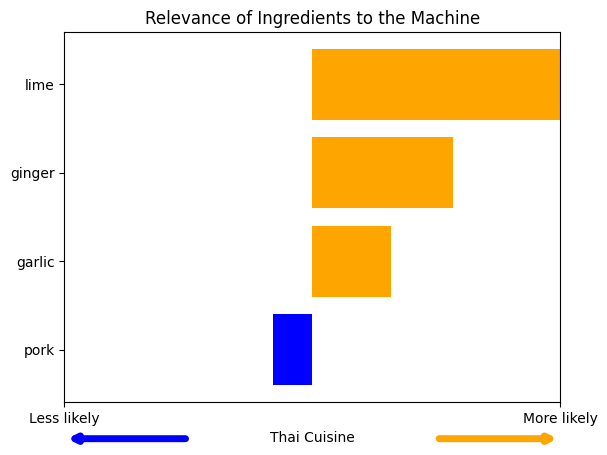 Relevance of Ingredients to the Machine
lime
ginger
garlic
pork
Less likely
More likely
Thai Cuisine